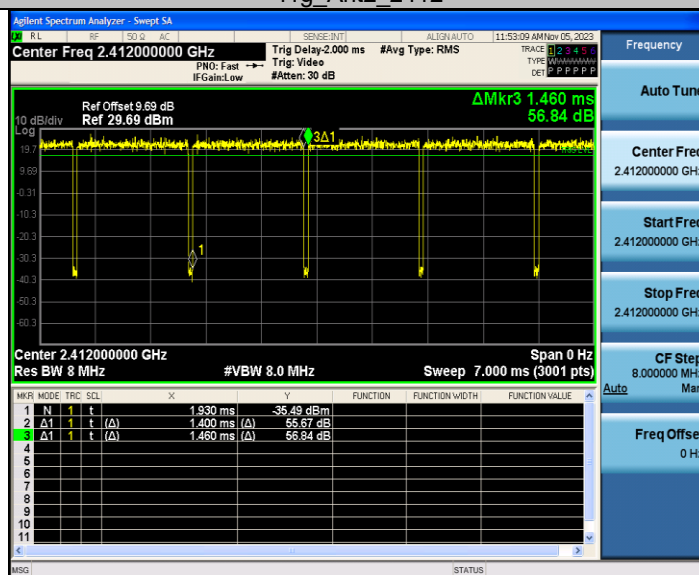 Agilent Spectrum Analyzer - Swept SA
RL RF 50 Ω AC SENSE:INT ALIGNAUTO 11:53:09 AM Nov 05, 2023
Center Freq 2.412000000 GHz
PNO: Fast
IFGain:Low
Trig Delay-2.000 ms
Trig: Video
#Atten: 30 dB
#Avg Type: RMS
TRACE 1 2 3 4 5 6
TYPE
DET P P P P P P
Ref Offset 9.69 dB
10 dB/div Ref 29.69 dBm
Log
ΔMkr3 1.460 ms
56.84 dB
3Δ1
19.7
9.69
-0.31
-10.3
-20.3
-30.3
-40.3
-50.3
-60.3
1
Center 2.412000000 GHz Span 0 Hz
Res BW 8 MHz #VBW 8.0 MHz Sweep 7.000 ms (3001 pts)
MKR MODE TRC SCL X Y FUNCTION FUNCTION WIDTH FUNCTION VALUE
1 N 1 t 1.930 ms -35.49 dBm
2 Δ1 1 t (Δ) 1.400 ms (Δ) 55.67 dB
3 Δ1 1 t (Δ) 1.460 ms (Δ) 56.84 dB
4
5
6
7
8
9
10
11
MSG STATUS
Frequency
Auto Tune
Center Freq
2.412000000 GHz
Start Freq
2.412000000 GHz
Stop Freq
2.412000000 GHz
CF Step
8.000000 MHz
Auto Man
Freq Offset
0 Hz